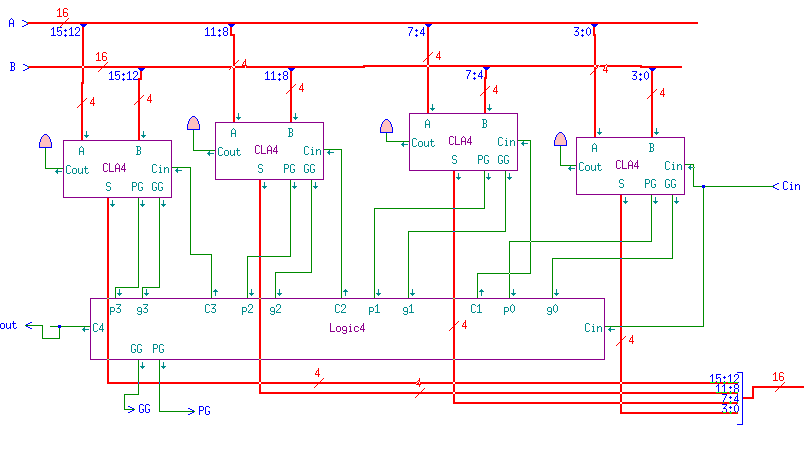 16
A
15:12 11:8 7:4 3:0
16 4 4 4
B
15:12 11:8 7:4 3:0
4 4 4 4
A B A B A B A B
Cout CLA4 Cin Cout CLA4 Cin Cout CLA4 Cin Cout CLA4 Cin
S PG GG S PG GG S PG GG S PG GG
Cin
p3 g3 C3 p2 g2 C2 p1 g1 C1 p0 g0
out C4 Logic4 Cin
4 4
GG PG
4 4
15:12
11:8
7:4
3:0
16
GG PG